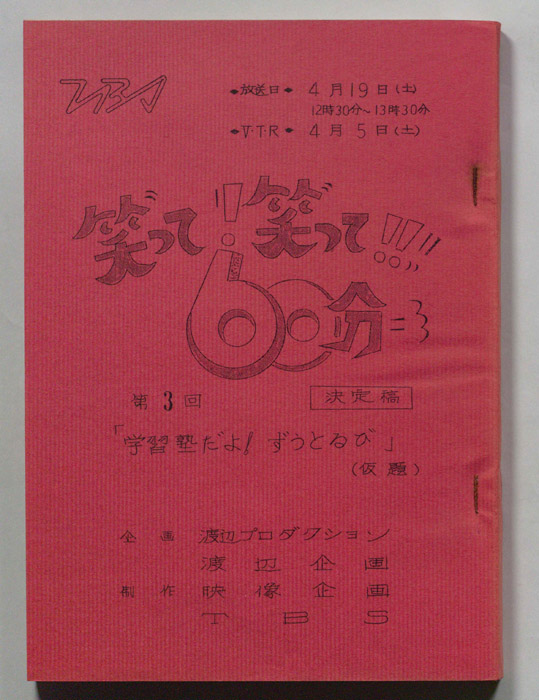 TBS
◆放送日◆ 4月19日(土)
12時30分〜13時30分
◆V・T・R◆ 4月5日(土)
笑って!笑って!!
60分
第3回 決定稿
「学習塾だよ!ずうとるび」
(仮題)
企画 渡辺プロダクション
渡辺企画
制作 映像企画
TBS